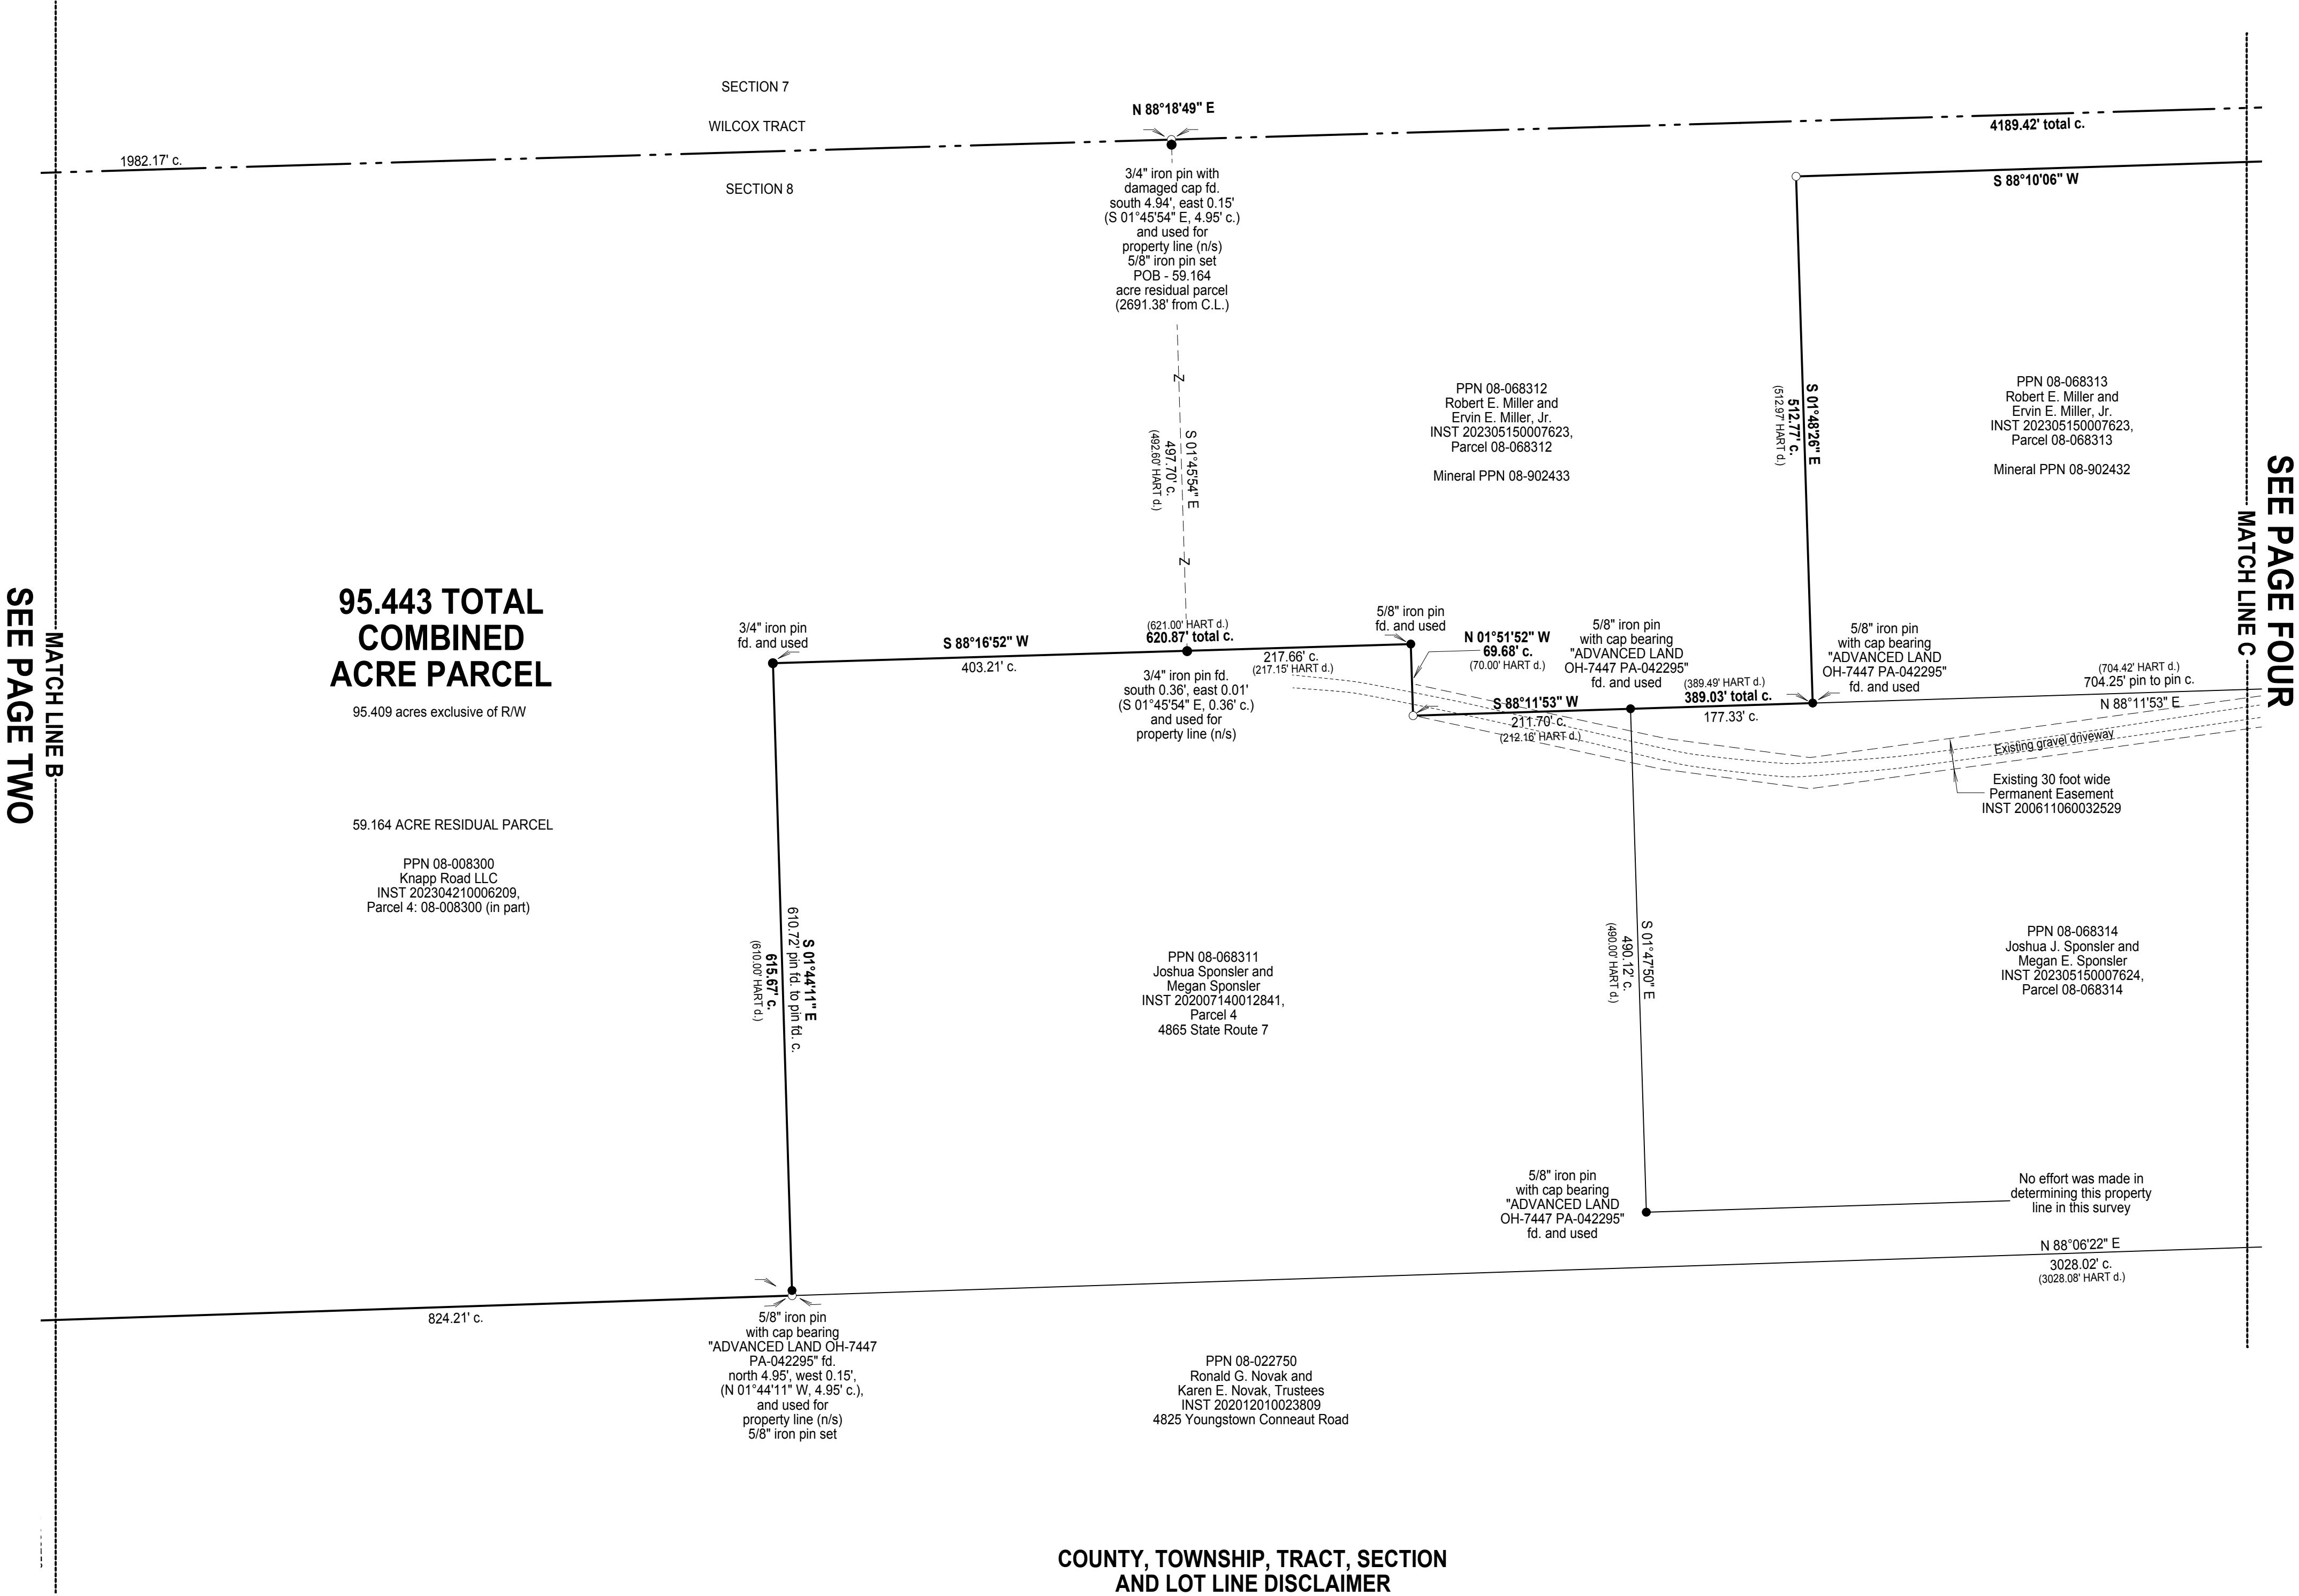 SECTION 7
WILCOX TRACT
SECTION 8
1982.17' c.
N 88°18'49" E
4189.42' total c.
S 88°10'06" W
3/4" iron pin with
damaged cap fd.
south 4.94', east 0.15'
(S 01°45'54" E, 4.95' c.)
and used for
property line (n/s)
5/8" iron pin set
POB - 59.164
acre residual parcel
(2691.38' from C.L.)
Z
S 01°45'54" E
497.70' c.
(492.60' HART d.)
Z
PPN 08-068312
Robert E. Miller and
Ervin E. Miller, Jr.
INST 202305150007623,
Parcel 08-068312
Mineral PPN 08-902433
S 01°48'26" E
512.77' c.
(512.97' HART d.)
PPN 08-068313
Robert E. Miller and
Ervin E. Miller, Jr.
INST 202305150007623,
Parcel 08-068313
Mineral PPN 08-902432
SEE PAGE FOUR
MATCH LINE C
SEE PAGE TWO
MATCH LINE B
95.443 TOTAL
COMBINED
ACRE PARCEL
95.409 acres exclusive of R/W
59.164 ACRE RESIDUAL PARCEL
PPN 08-008300
Knapp Road LLC
INST 202304210006209,
Parcel 4: 08-008300 (in part)
3/4" iron pin
fd. and used
S 88°16'52" W
403.21' c.
(621.00' HART d.)
620.87' total c.
217.66' c.
(217.15' HART d.)
3/4" iron pin fd.
south 0.36', east 0.01'
(S 01°45'54" E, 0.36' c.)
and used for
property line (n/s)
5/8" iron pin
fd. and used
N 01°51'52" W
69.68' c.
(70.00' HART d.)
5/8" iron pin
with cap bearing
"ADVANCED LAND
OH-7447 PA-042295"
fd. and used
S 88°11'53" W
211.70' c.
(212.16' HART d.)
(389.49' HART d.)
389.03' total c.
177.33' c.
5/8" iron pin
with cap bearing
"ADVANCED LAND
OH-7447 PA-042295"
fd. and used
(704.42' HART d.)
704.25' pin to pin c.
N 88°11'53" E
Existing gravel driveway
Existing 30 foot wide
Permanent Easement
INST 200611060032529
S 01°44'11" E
610.72' pin fd. to pin fd. c.
615.67' c.
(610.00' HART d.)
PPN 08-068311
Joshua Sponsler and
Megan Sponsler
INST 202007140012841,
Parcel 4
4865 State Route 7
S 01°47'50" E
490.12' c.
(490.00' HART d.)
PPN 08-068314
Joshua J. Sponsler and
Megan E. Sponsler
INST 202305150007624,
Parcel 08-068314
5/8" iron pin
with cap bearing
"ADVANCED LAND
OH-7447 PA-042295"
fd. and used
No effort was made in
determining this property
line in this survey
N 88°06'22" E
3028.02' c.
(3028.08' HART d.)
824.21' c.
5/8" iron pin
with cap bearing
"ADVANCED LAND OH-7447
PA-042295" fd.
north 4.95', west 0.15',
(N 01°44'11" W, 4.95' c.),
and used for
property line (n/s)
5/8" iron pin set
PPN 08-022750
Ronald G. Novak and
Karen E. Novak, Trustees
INST 202012010023809
4825 Youngstown Conneaut Road
COUNTY, TOWNSHIP, TRACT, SECTION
AND LOT LINE DISCLAIMER